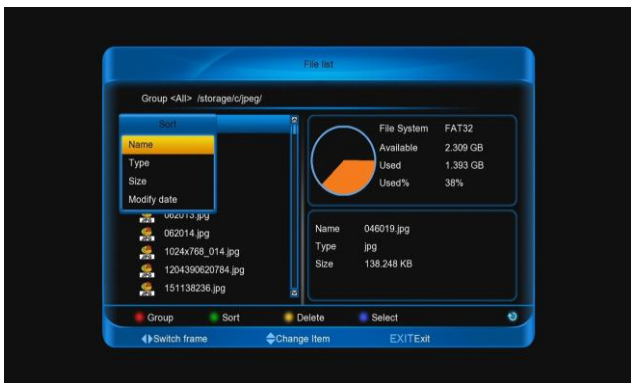 File list
Group <All> /storage/c/jpeg/
Sort
Name
Type
Size
Modify date
062013.jpg
062014.jpg
1024x768_014.jpg
1204390620784.jpg
151138236.jpg
File System FAT32
Available 2.309 GB
Used 1.393 GB
Used% 38%
Name 046019.jpg
Type jpg
Size 138.248 KB
Group Sort Delete Select
Switch frame Change Item EXITExit